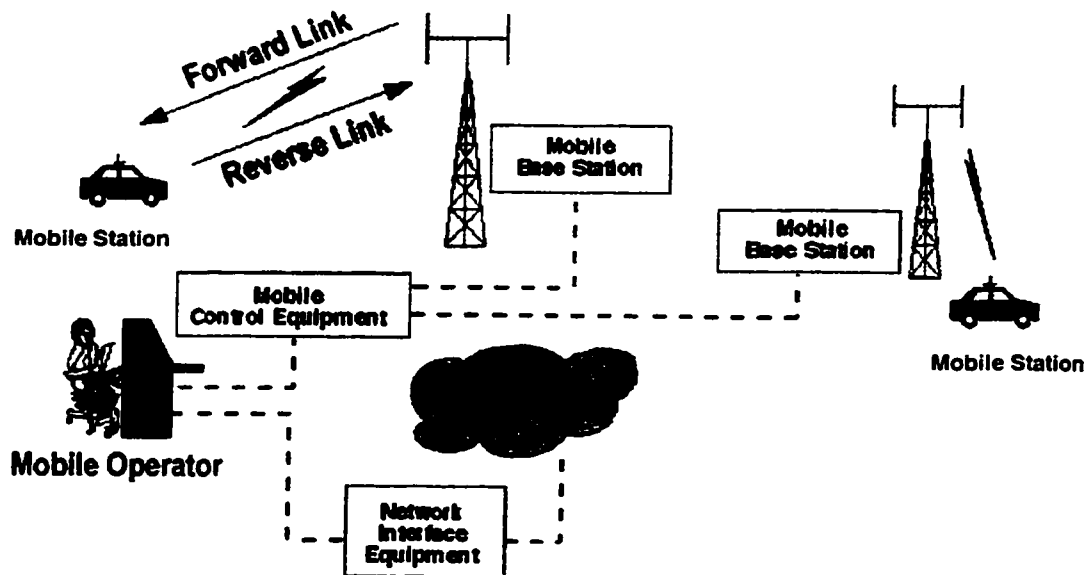 Forward Link
Reverse Link
Mobile Station
Mobile
Base Station
Mobile
Base Station
Mobile
Control Equipment
Mobile Station
Mobile Operator
Network
Interface
Equipment